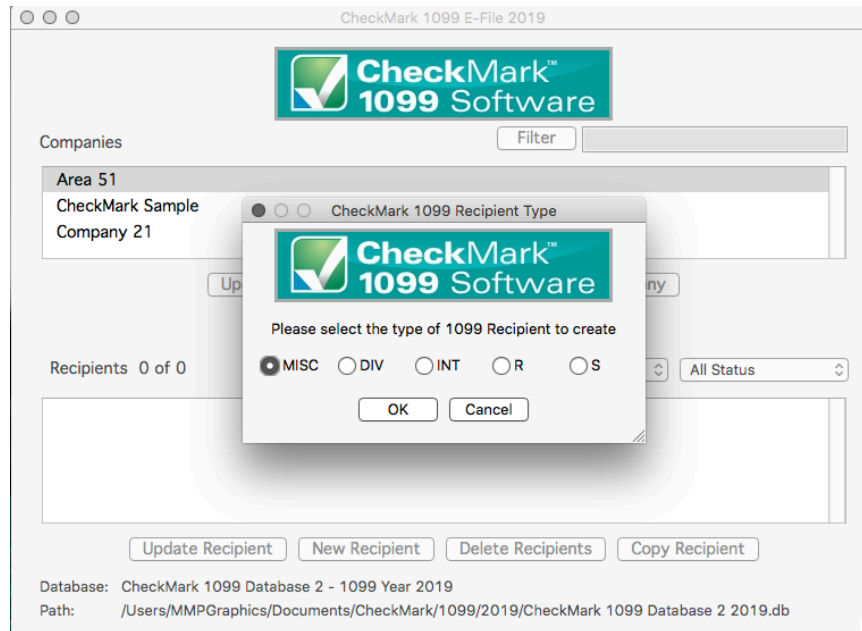 CheckMark 1099 E-File 2019
CheckMark™
1099 Software
Companies
Filter
Area 51
CheckMark Sample
Company 21
CheckMark 1099 Recipient Type
CheckMark™
1099 Software
Please select the type of 1099 Recipient to create
MISC DIV INT R S
OK Cancel
Recipients 0 of 0
All Status
Update Recipient New Recipient Delete Recipients Copy Recipient
Database: CheckMark 1099 Database 2 - 1099 Year 2019
Path: /Users/MMPGraphics/Documents/CheckMark/1099/2019/CheckMark 1099 Database 2 2019.db